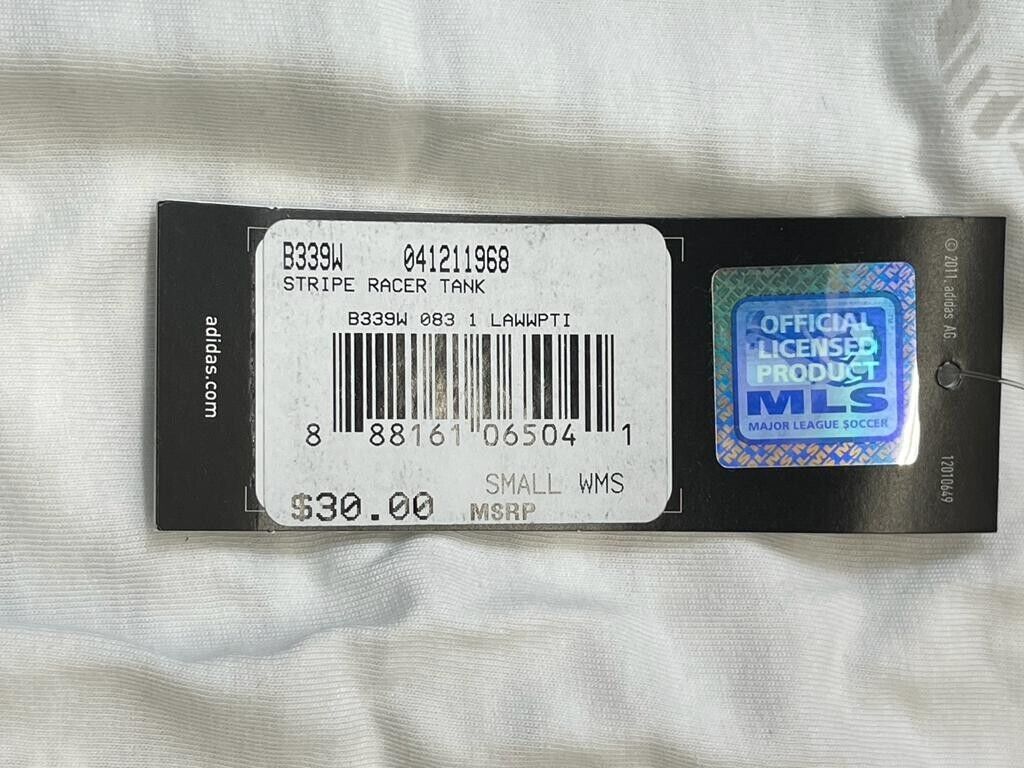 adidas.com
B339W 041211968
STRIPE RACER TANK
B339W 083 1 LAWWPTI
8 88161 06504 1
SMALL WMS
$30.00 MSRP
OFFICIAL
LICENSED
PRODUCT
MLS
MAJOR LEAGUE SOCCER
© 2011 adidas AG
12010649